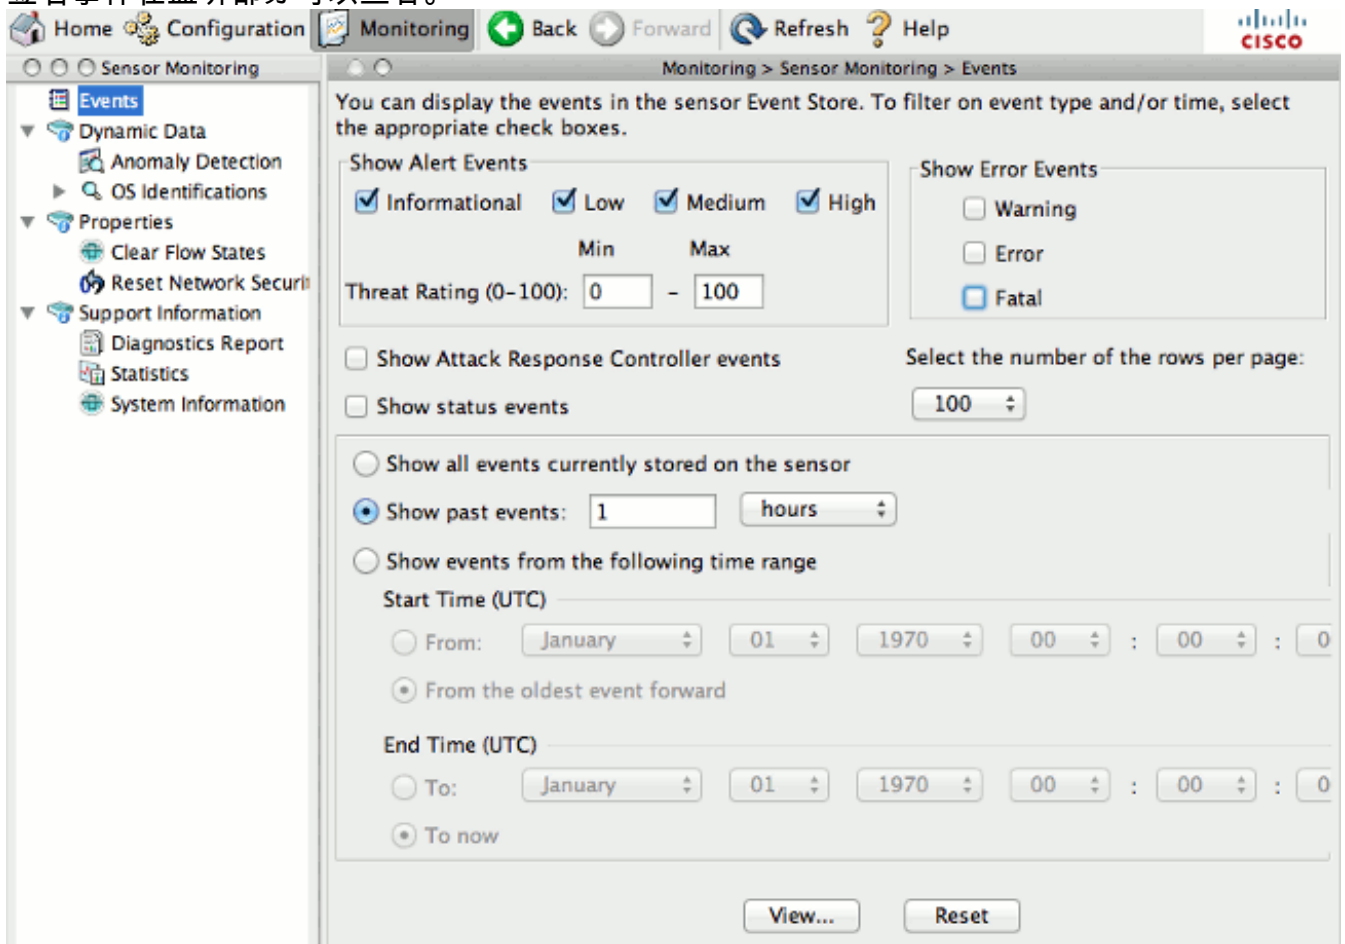 Home Configuration Monitoring Back Forward Refresh Help CISCO
Sensor Monitoring
Events
Dynamic Data
Anomaly Detection
OS Identifications
Properties
Clear Flow States
Reset Network Securit
Support Information
Diagnostics Report
Statistics
System Information
Monitoring > Sensor Monitoring > Events
You can display the events in the sensor Event Store. To filter on event type and/or time, select
the appropriate check boxes.
Show Alert Events
Informational Low Medium High
Min Max
Threat Rating (0-100): 0 - 100
Show Error Events
Warning
Error
Fatal
Show Attack Response Controller events
Show status events
Select the number of the rows per page:
100
Show all events currently stored on the sensor
Show past events: 1 hours
Show events from the following time range
Start Time (UTC)
From: January 01 1970 00 : 00 : 0
From the oldest event forward
End Time (UTC)
To: January 01 1970 00 : 00 : 0
To now
View... Reset